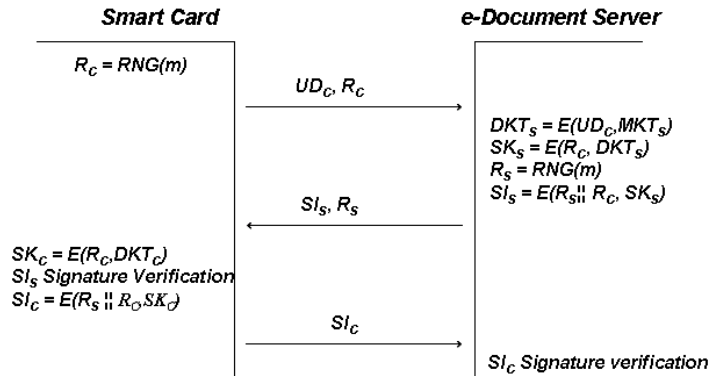 Smart Card
e-Document Server
R_C = RNG(m)
UD_C, R_C
DKT_S = E(UD_C,MKT_S)
SK_S = E(R_C, DKT_S)
R_S = RNG(m)
SI_S = E(R_S¦¦ R_C, SK_S)
SI_S, R_S
SK_C = E(R_C,DKT_C)
SI_S Signature Verification
SI_C = E(R_S ¦¦ R_C,SK_C)
SI_C
SI_C Signature verification